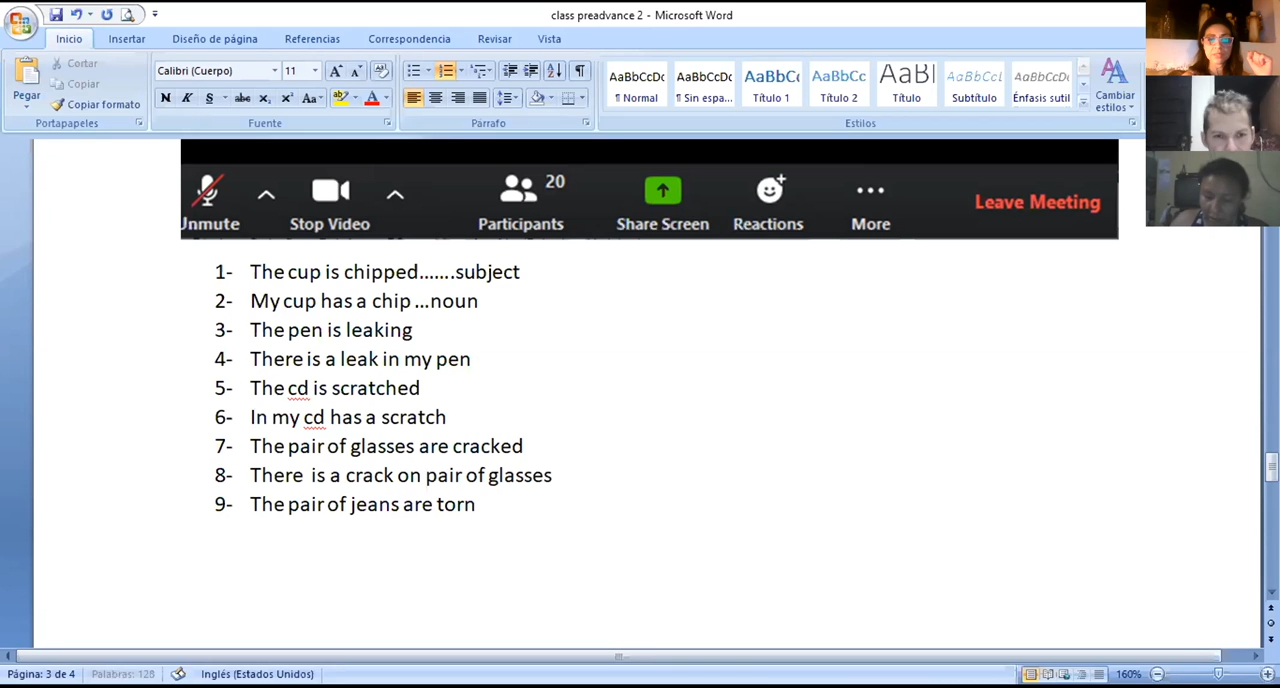 class preadvance 2 - Microsoft Word
Inicio Insertar Diseño de página Referencias Correspondencia Revisar Vista
Cortar
Copiar
Copiar formato
Pegar
Portapapeles
Calibri (Cuerpo) 11
N K S abc x₂ x² Aa
Fuente
Párrafo
AaBbCcDc AaBbCcDc AaBbCc AaBbCc AaBl AaBbCcL AaBbCcDc
¶ Normal ¶ Sin espa... Título 1 Título 2 Título Subtítulo Énfasis sutil
Cambiar estilos
Estilos
20
Unmute Stop Video Participants Share Screen Reactions More Leave Meeting
1- The cup is chipped…….subject
2- My cup has a chip …noun
3- The pen is leaking
4- There is a leak in my pen
5- The cd is scratched
6- In my cd has a scratch
7- The pair of glasses are cracked
8- There is a crack on pair of glasses
9- The pair of jeans are torn
Página: 3 de 4 Palabras: 128 Inglés (Estados Unidos) 160%